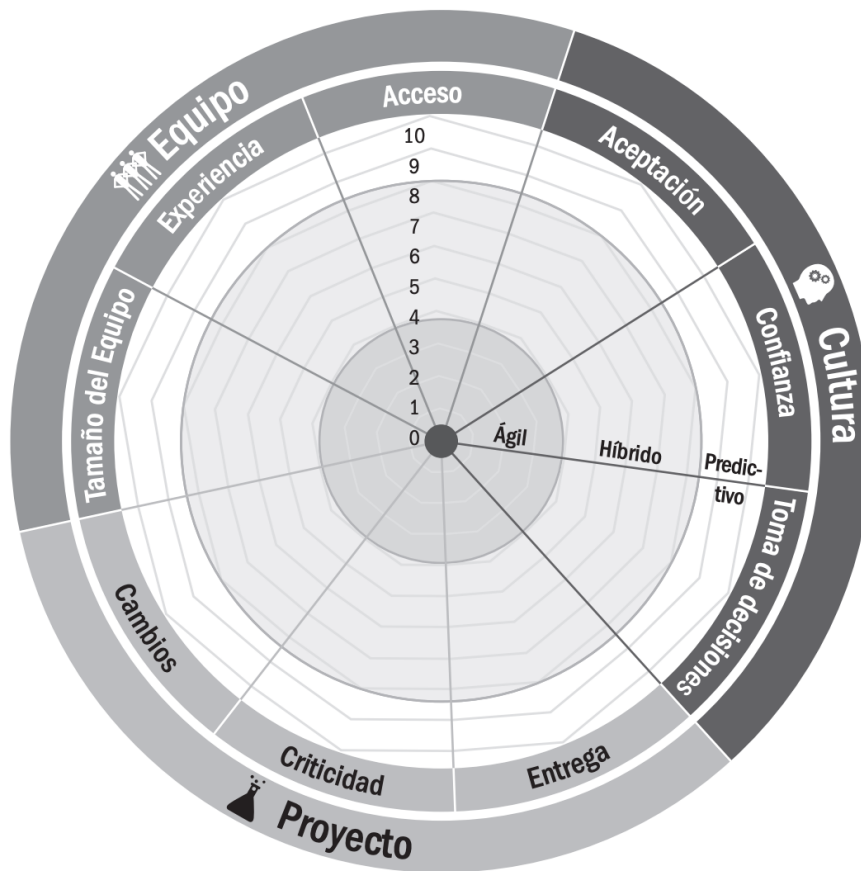 Equipo
Acceso
Experiencia
Tamaño del Equipo
Aceptación
Confianza
Toma de decisiones
Cultura
10
9
8
7
6
5
4
3
2
1
0
Ágil
Híbrido
Predic-
tivo
Cambios
Criticidad
Entrega
Proyecto